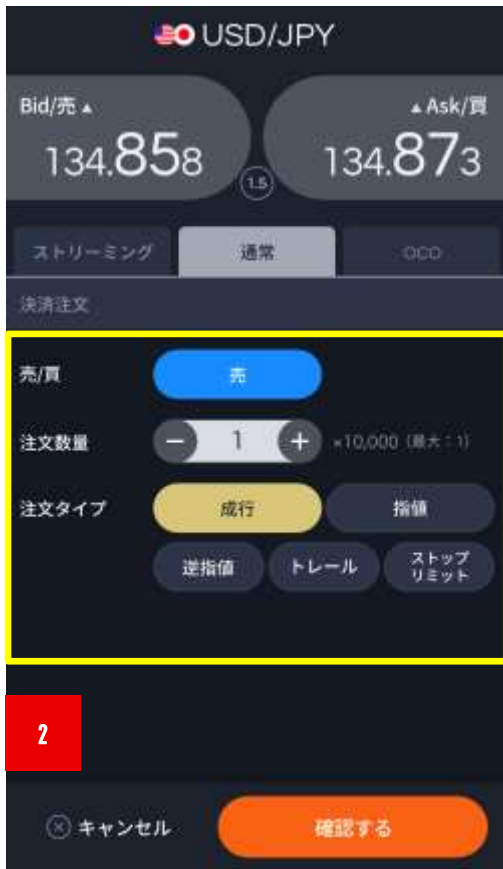 USD/JPY
Bid/売 ▲ ▲ Ask/買
134.858 1.5 134.873
ストリーミング 通常 OCO
決済注文
売/買 売
注文数量 − 1 + ×10,000 (最大：1)
注文タイプ 成行 指値
逆指値 トレール ストップ
リミット
2
キャンセル 確認する